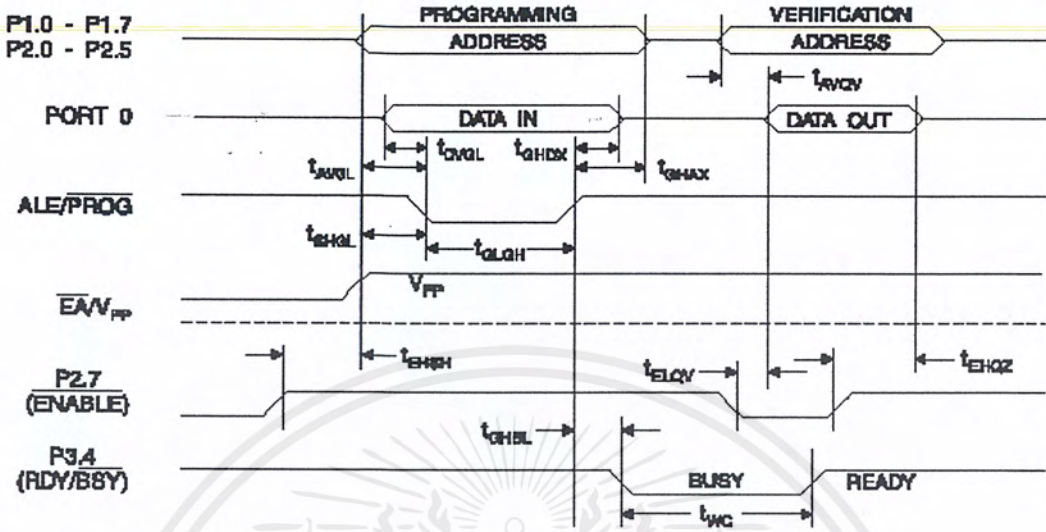 PROGRAMMING VERIFICATION
P1.0 - P1.7
P2.0 - P2.5 ADDRESS ADDRESS
tAVQV
PORT 0 DATA IN DATA OUT
tDVGL tGHDX
tAVGL tGHAX
ALE/PROG
tSHGL tGLGH
VPP
EA/VPP
tEHSH tELQV tEHQZ
P2.7
(ENABLE)
tGHBL
P3.4
(RDY/BSY) BUSY READY
tWC